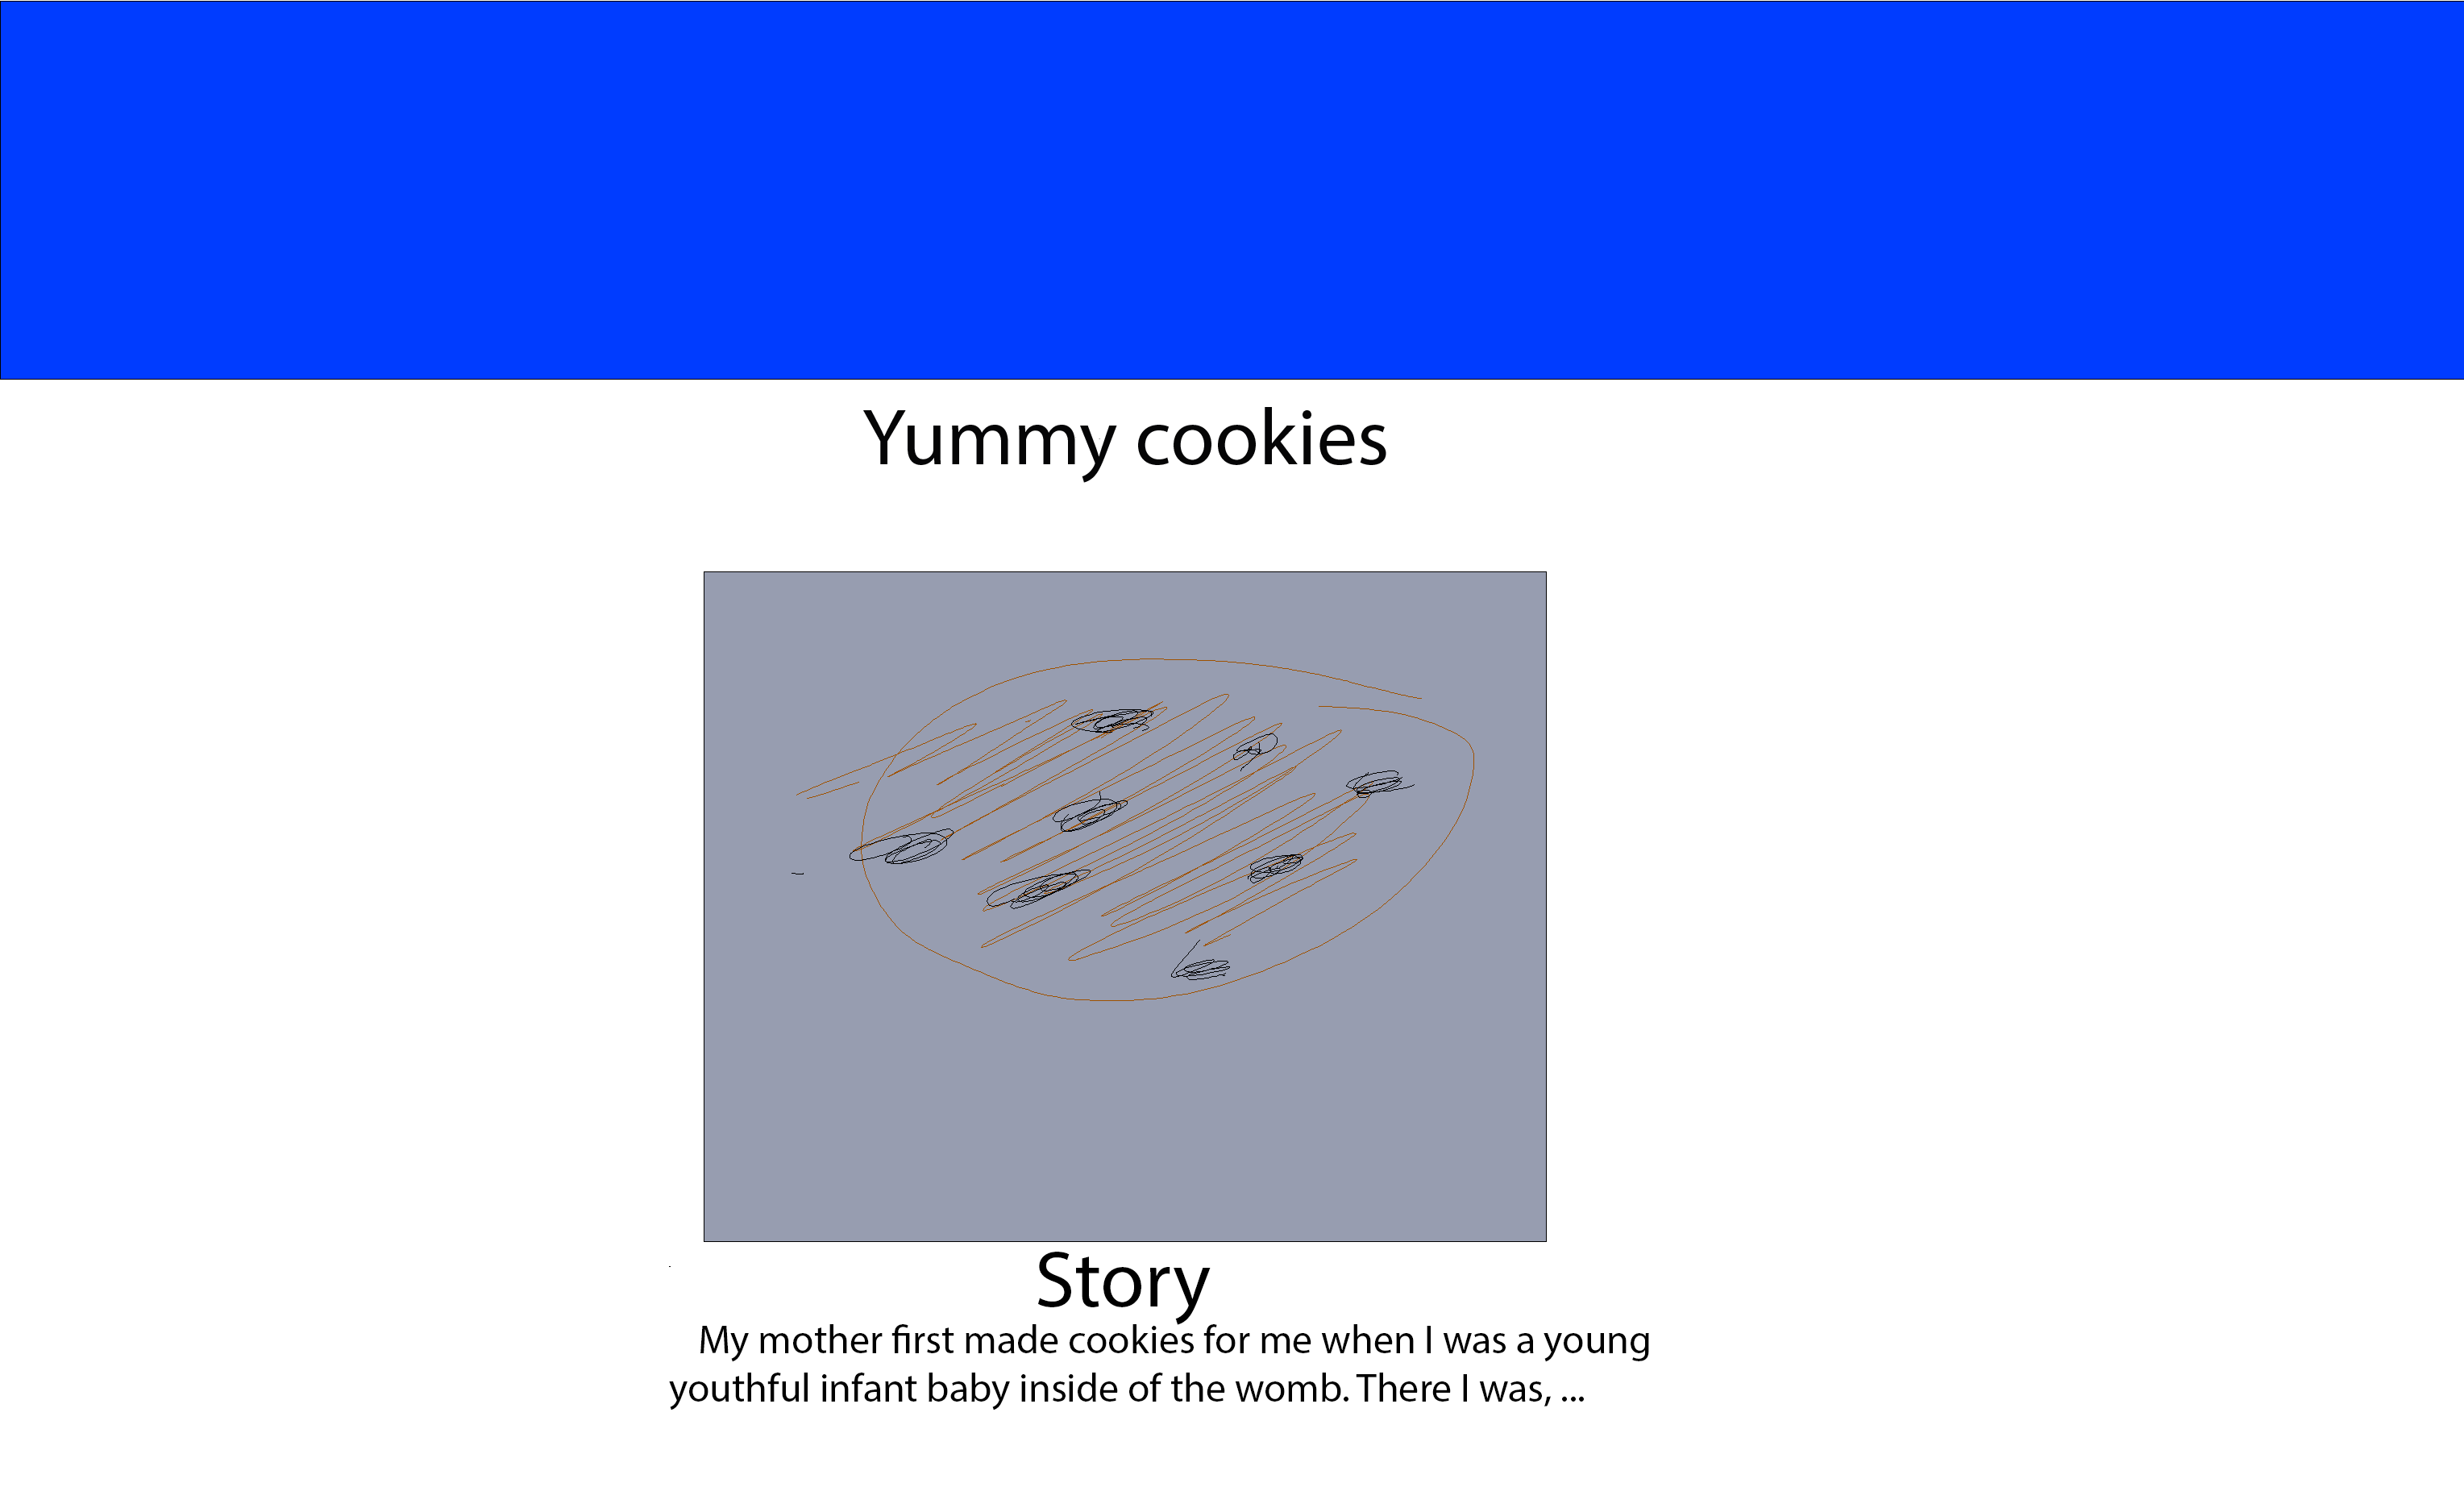 Yummy cookies
Story
My mother first made cookies for me when I was a young
youthful infant baby inside of the womb. There I was, ...